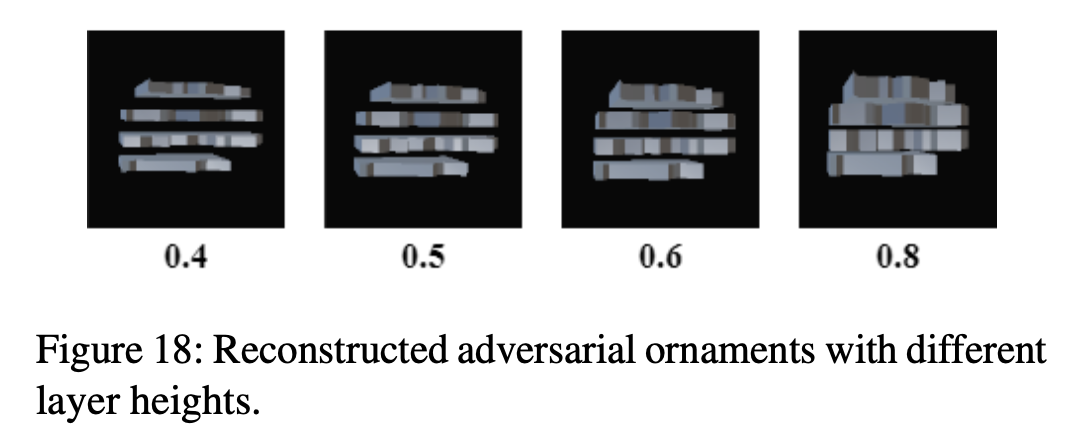 0.4
0.5
0.6
0.8
Figure 18: Reconstructed adversarial ornaments with different
layer heights.